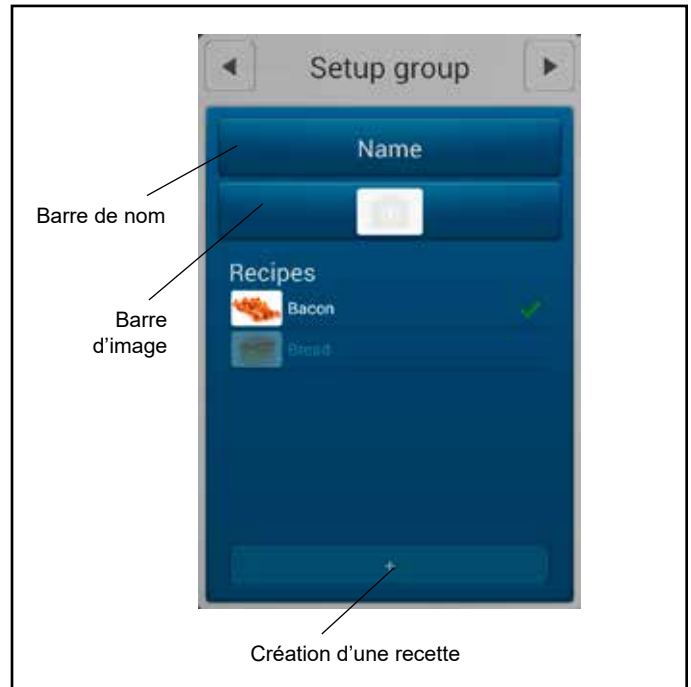 Setup group
Name
Barre de nom
Barre
d’image
Recipes
Bacon
Bread
+
Création d’une recette